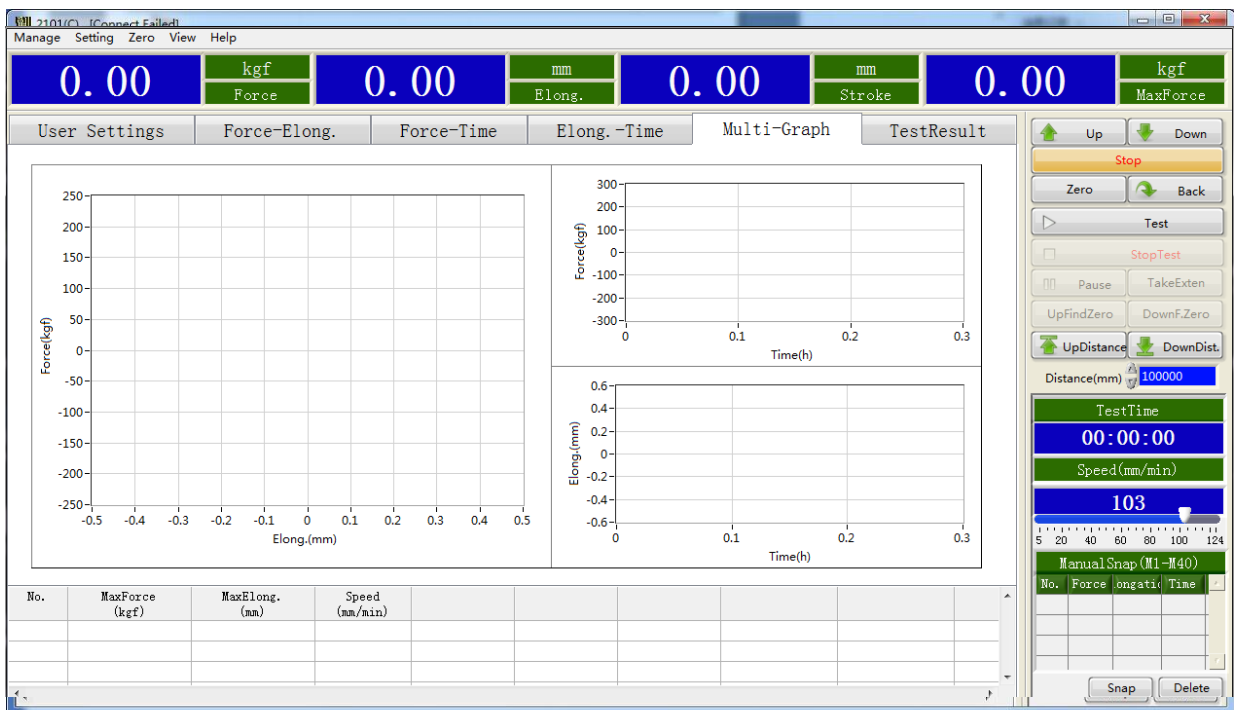 2101(C) [Connect Failed]
Manage Setting Zero View Help
0.00 kgf Force 0.00 mm Elong. 0.00 mm Stroke 0.00 kgf MaxForce
User Settings Force-Elong. Force-Time Elong.-Time Multi-Graph TestResult
250
200
150
100
50
0
-50
-100
-150
-200
-250
Force(kgf)
-0.5 -0.4 -0.3 -0.2 -0.1 0 0.1 0.2 0.3 0.4 0.5
Elong.(mm)
300
200
100
0
-100
-200
-300
Force(kgf)
0 0.1 0.2 0.3
Time(h)
0.6
0.4
0.2
0
-0.2
-0.4
-0.6
Elong.(mm)
0 0.1 0.2 0.3
Time(h)
No. MaxForce MaxElong. Speed
(kgf) (mm) (mm/min)
Up Down
Stop
Zero Back
Test
StopTest
Pause TakeExten
UpFindZero DownF.Zero
UpDistance DownDist.
Distance(mm) 100000
TestTime
00:00:00
Speed(mm/min)
103
5 20 40 60 80 100 124
ManualSnap(M1-M40)
No. Force ongati Time
Snap Delete